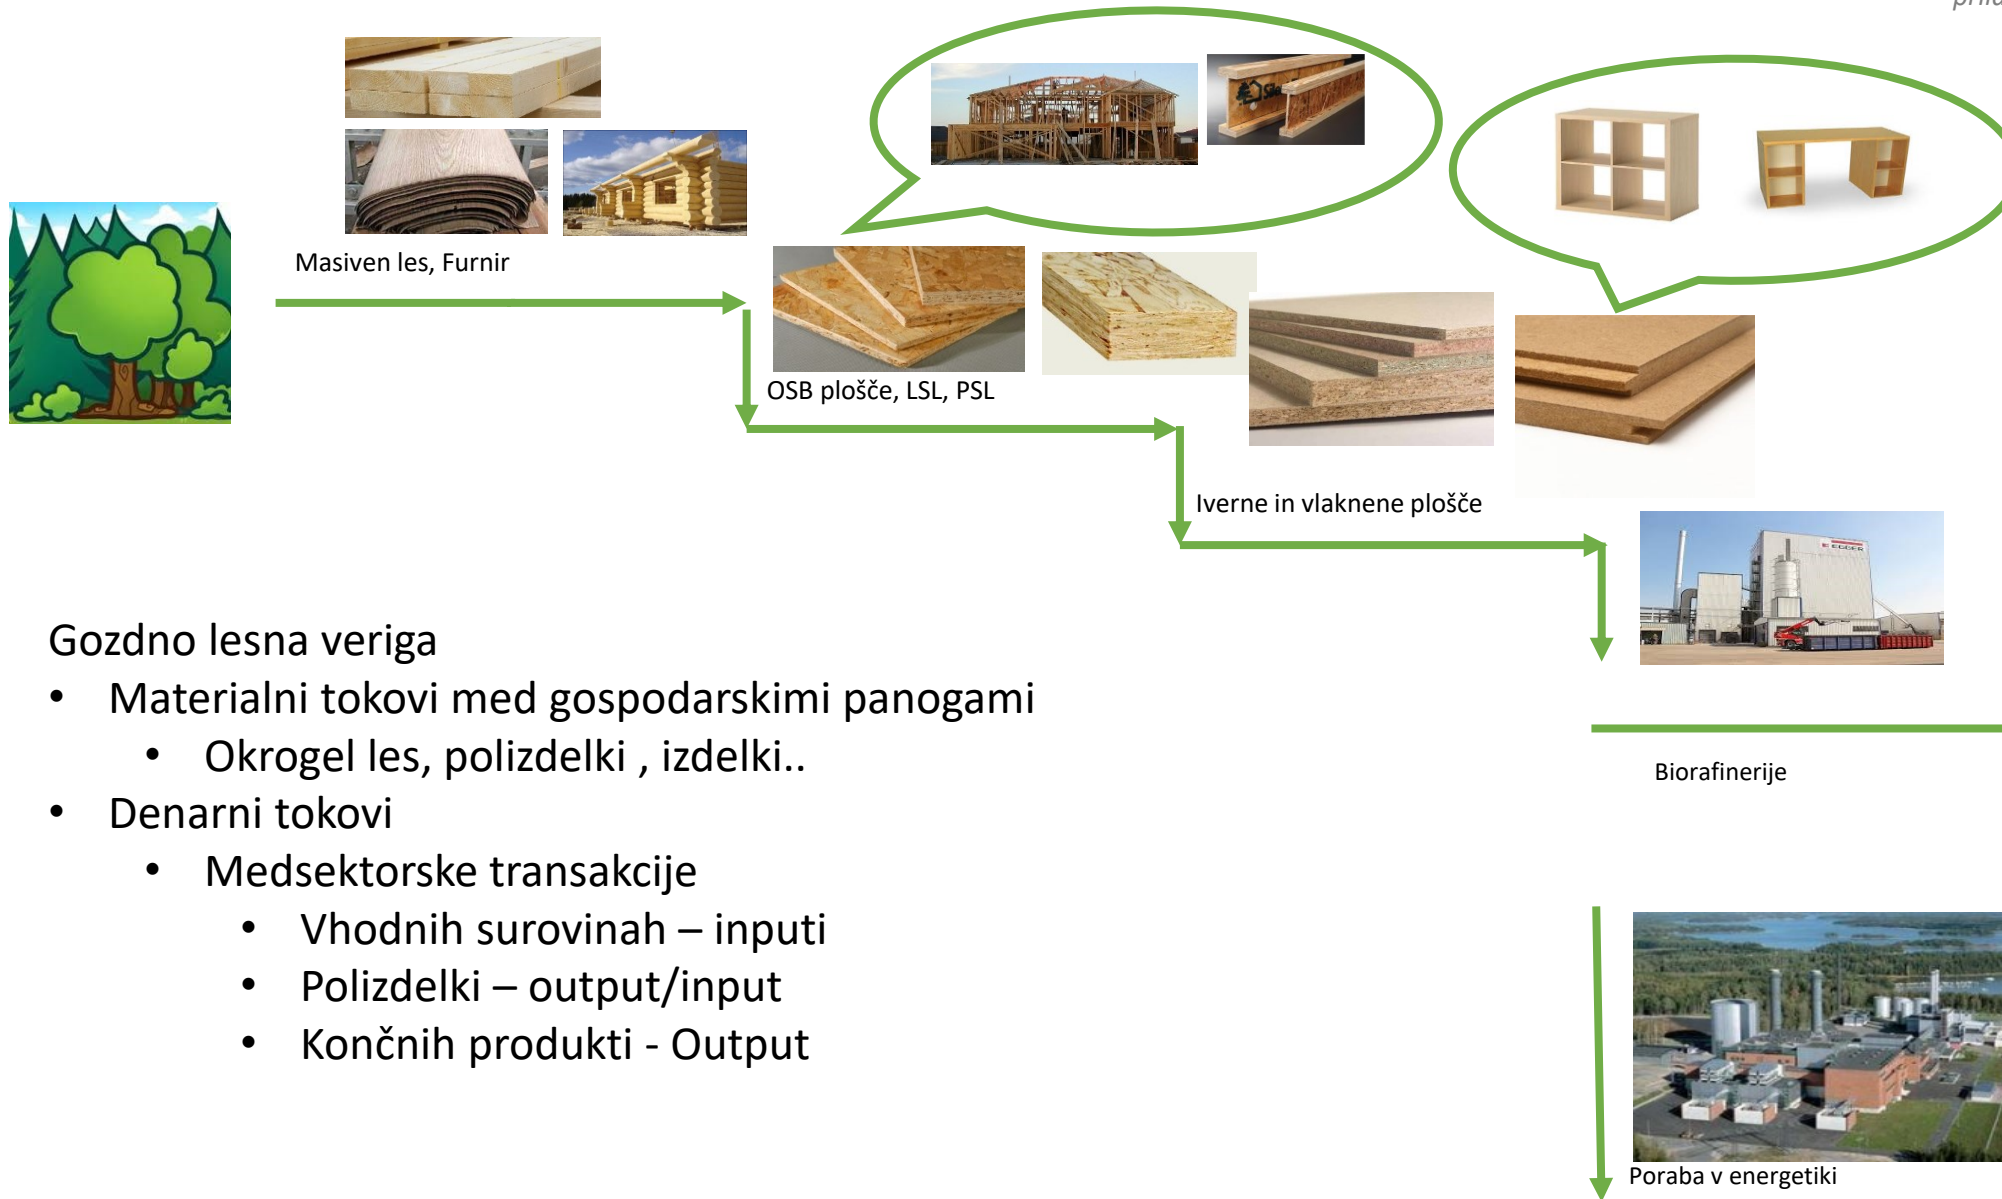 Masiven les, Furnir
OSB plošče, LSL, PSL
Iverne in vlaknene plošče
EGGER
Biorafinerije
Poraba v energetiki
Gozdno lesna veriga
• Materialni tokovi med gospodarskimi panogami
• Okrogel les, polizdelki , izdelki..
• Denarni tokovi
• Medsektorske transakcije
• Vhodnih surovinah – inputi
• Polizdelki – output/input
• Končnih produkti - Output